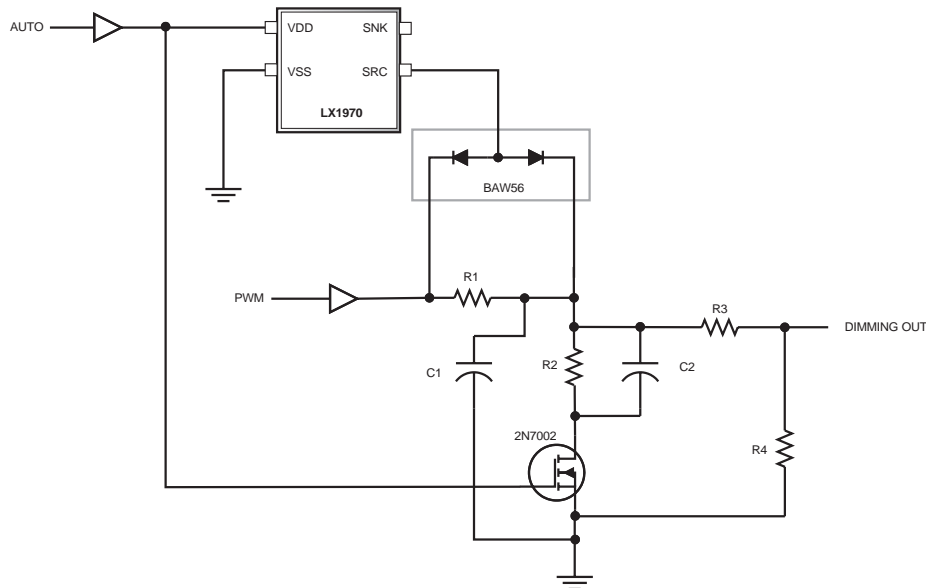 AUTO
VDD
SNK
VSS
SRC
LX1970
BAW56
PWM
R1
R3
DIMMING OUT
C1
R2
C2
2N7002
R4